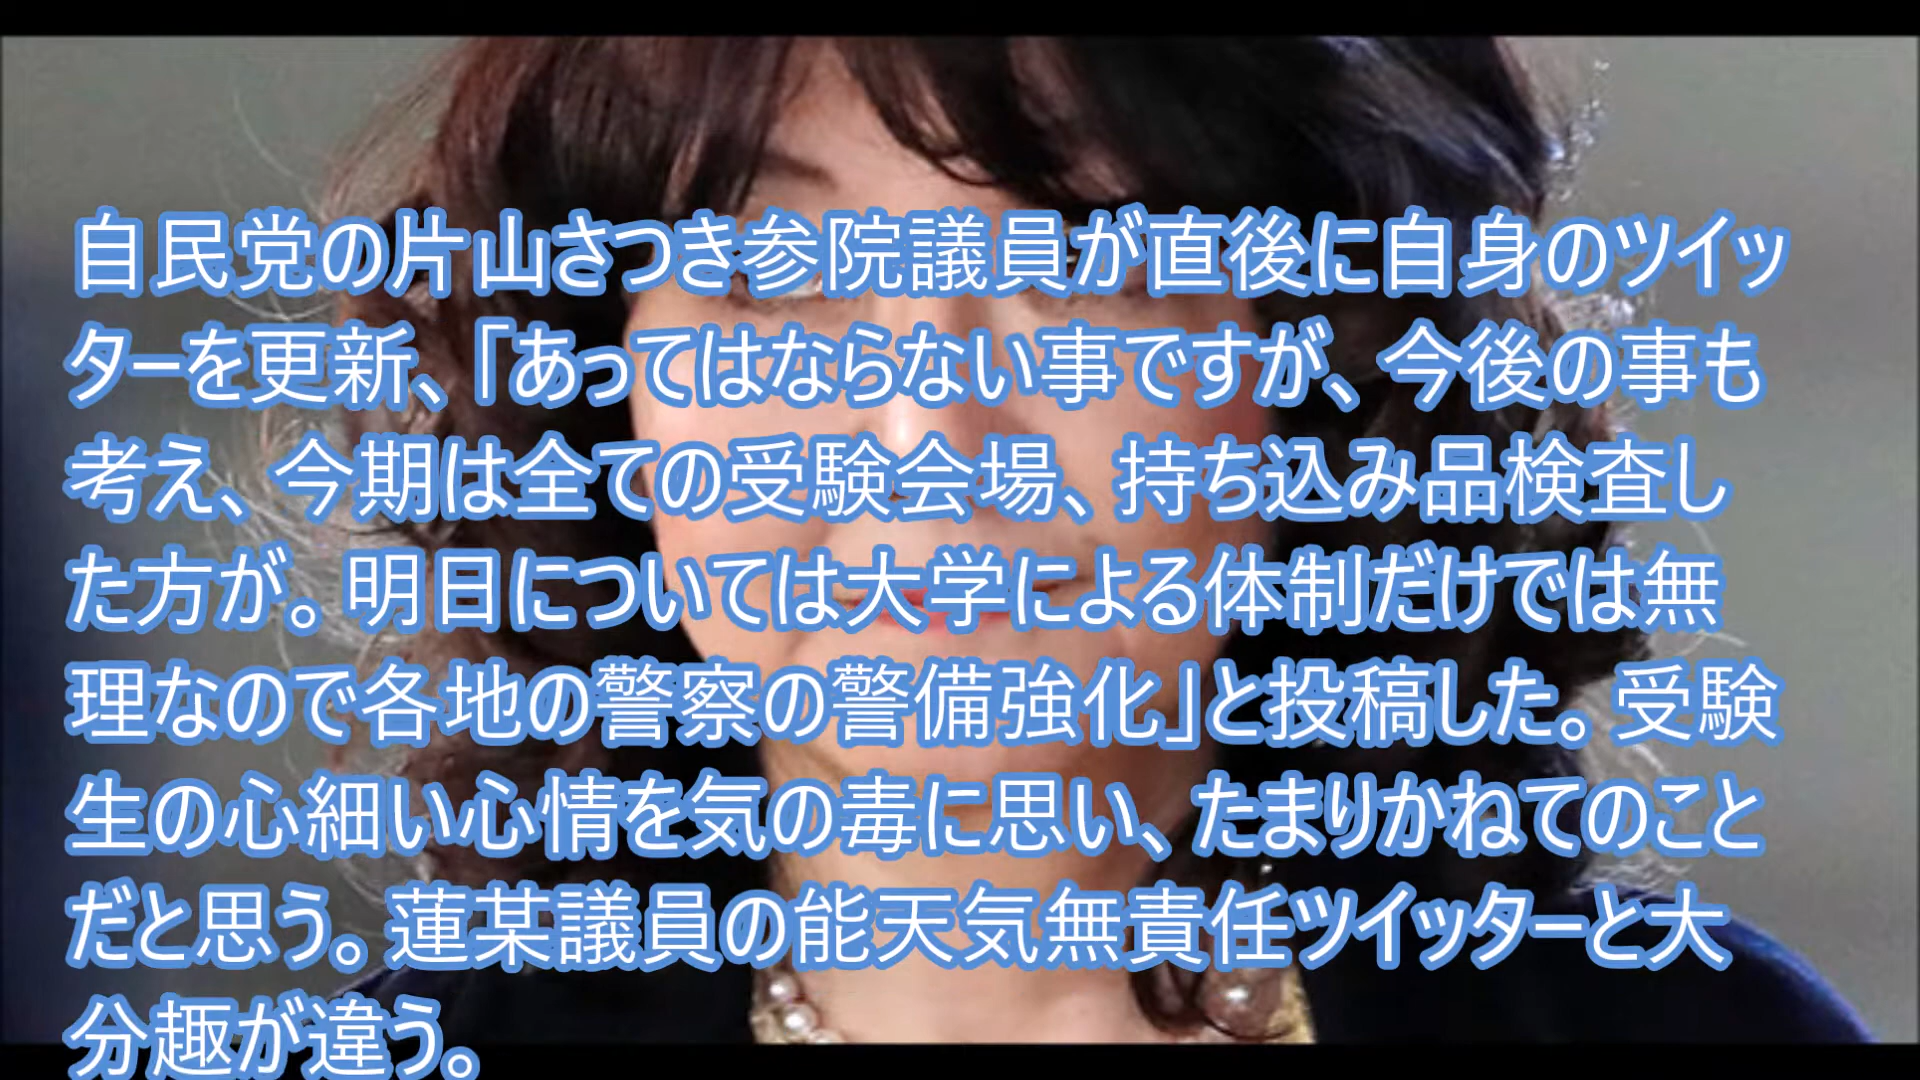 自民党の片山さつき参院議員が直後に自身のツイッ
ターを更新、「あってはならない事ですが、今後の事も
考え、今期は全ての受験会場、持ち込み品検査し
た方が。明日については大学による体制だけでは無
理なので各地の警察の警備強化」と投稿した。受験
生の心細い心情を気の毒に思い、たまりかねてのこと
だと思う。蓮某議員の能天気無責任ツイッターと大
分趣が違う。